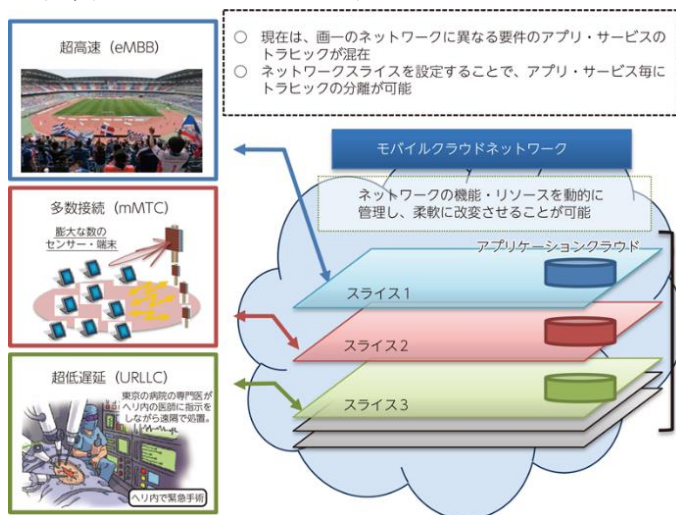 超高速（eMBB）
○ 現在は、画一のネットワークに異なる要件のアプリ・サービスの
トラヒックが混在
○ ネットワークスライスを設定することで、アプリ・サービス毎に
トラヒックの分離が可能
モバイルクラウドネットワーク
ネットワークの機能・リソースを動的に
管理し、柔軟に改変させることが可能
アプリケーションクラウド
スライス1
スライス2
スライス3
多数接続（mMTC）
膨大な数の
センサー・端末
超低遅延（URLLC）
東京の病院の専門医が
ヘリ内の医師に指示を
しながら遠隔で処置。
ヘリ内で緊急手術